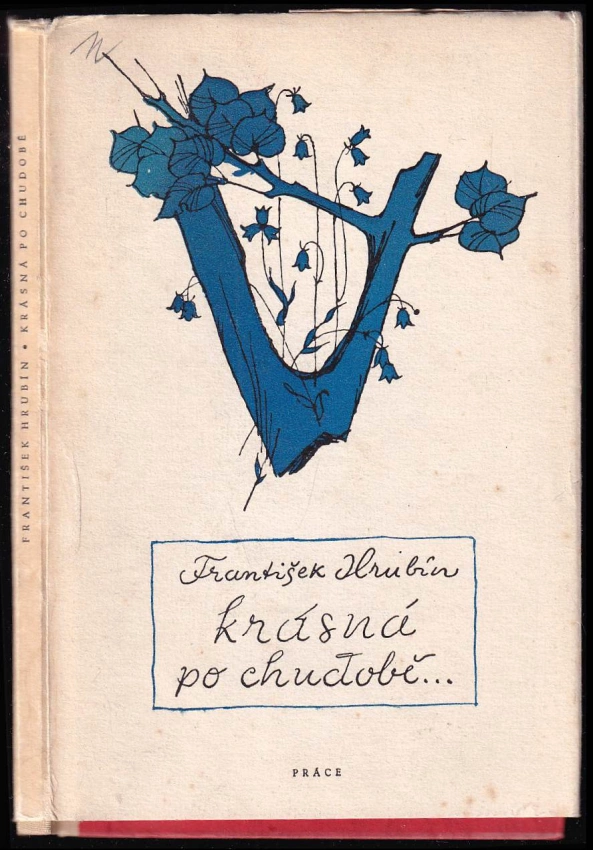 FRANTIŠEK HRUBÍN • KRÁSNÁ PO CHUDOBĚ
František Hrubín
krásná
po chudobě...
PRÁCE